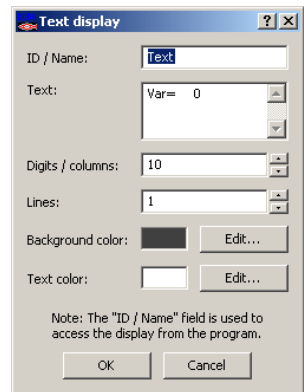 Text display
ID / Name: Text
Text: Var= 0
Digits / columns: 10
Lines: 1
Background color: Edit...
Text color: Edit...
Note: The "ID / Name" field is used to
access the display from the program.
OK Cancel